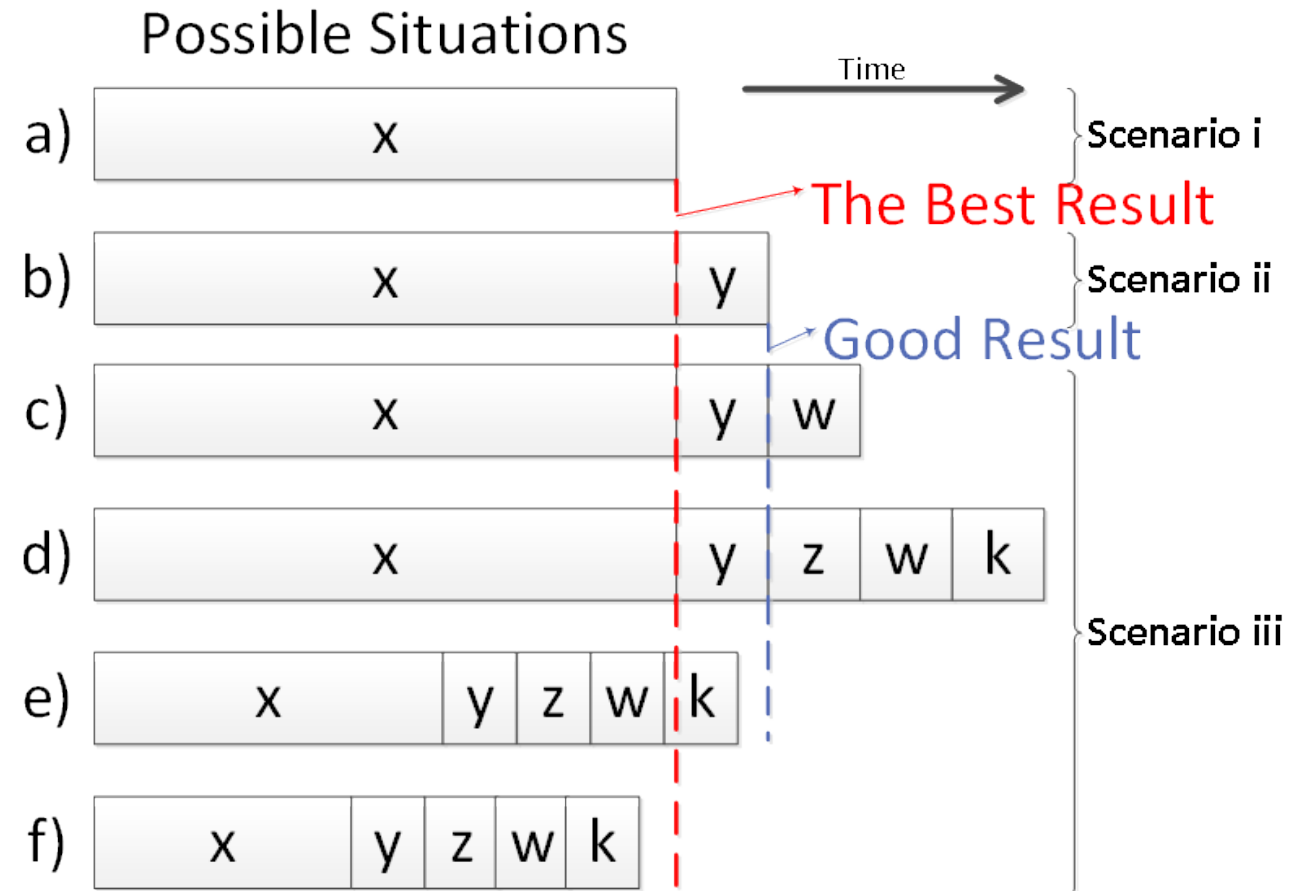 Possible Situations
Time
a) x Scenario i
The Best Result
b) x y Scenario ii
Good Result
c) x y w
d) x y z w k
Scenario iii
e) x y z w k
f) x y z w k